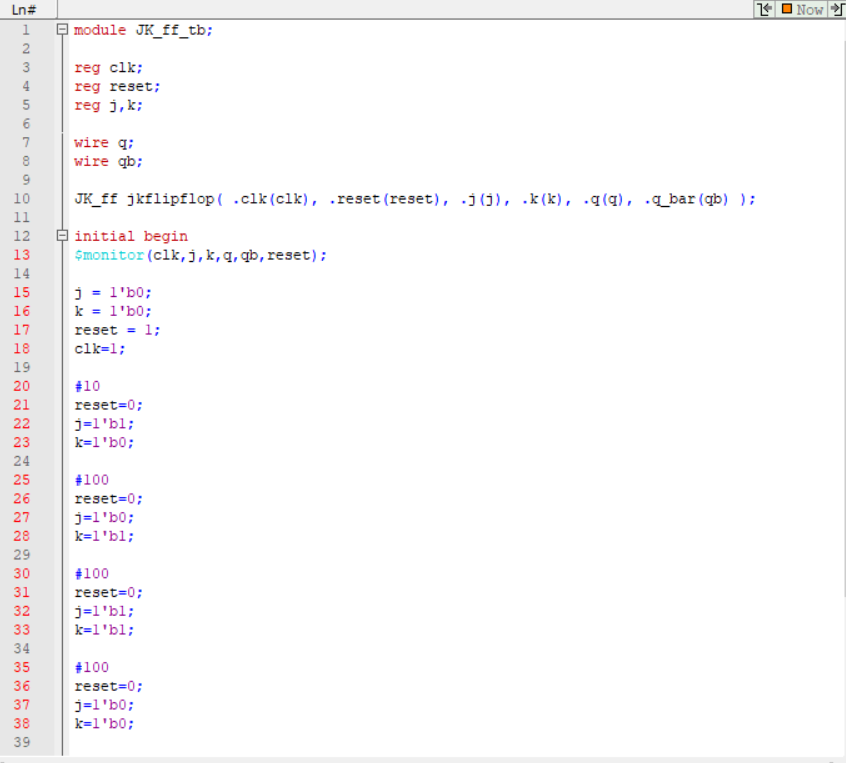 Ln# Now
1 module JK_ff_tb;
2
3 reg clk;
4 reg reset;
5 reg j,k;
6
7 wire q;
8 wire qb;
9
10 JK_ff jkflipflop( .clk(clk), .reset(reset), .j(j), .k(k), .q(q), .q_bar(qb) );
11
12 initial begin
13 $monitor(clk,j,k,q,qb,reset);
14
15 j = 1'b0;
16 k = 1'b0;
17 reset = 1;
18 clk=1;
19
20 #10
21 reset=0;
22 j=1'b1;
23 k=1'b0;
24
25 #100
26 reset=0;
27 j=1'b0;
28 k=1'b1;
29
30 #100
31 reset=0;
32 j=1'b1;
33 k=1'b1;
34
35 #100
36 reset=0;
37 j=1'b0;
38 k=1'b0;
39